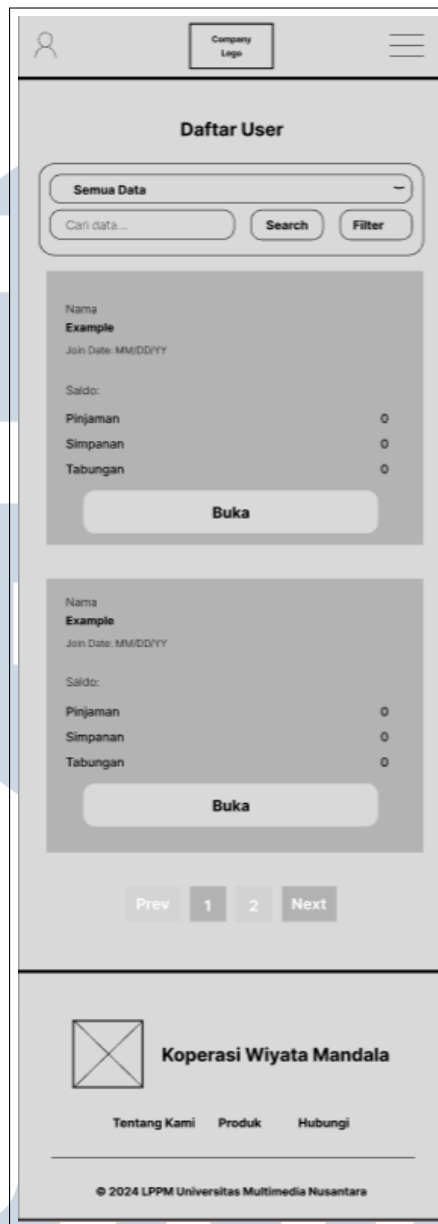 Company
Logo
Daftar User
Semua Data
Cari data...
Search Filter
Nama
Example
Join Date: MM/DD/YY
Saldo:
Pinjaman 0
Simpanan 0
Tabungan 0
Buka
Nama
Example
Join Date: MM/DD/YY
Saldo:
Pinjaman 0
Simpanan 0
Tabungan 0
Buka
Prev 1 2 Next
Koperasi Wiyata Mandala
Tentang Kami Produk Hubungi
© 2024 LPPM Universitas Multimedia Nusantara